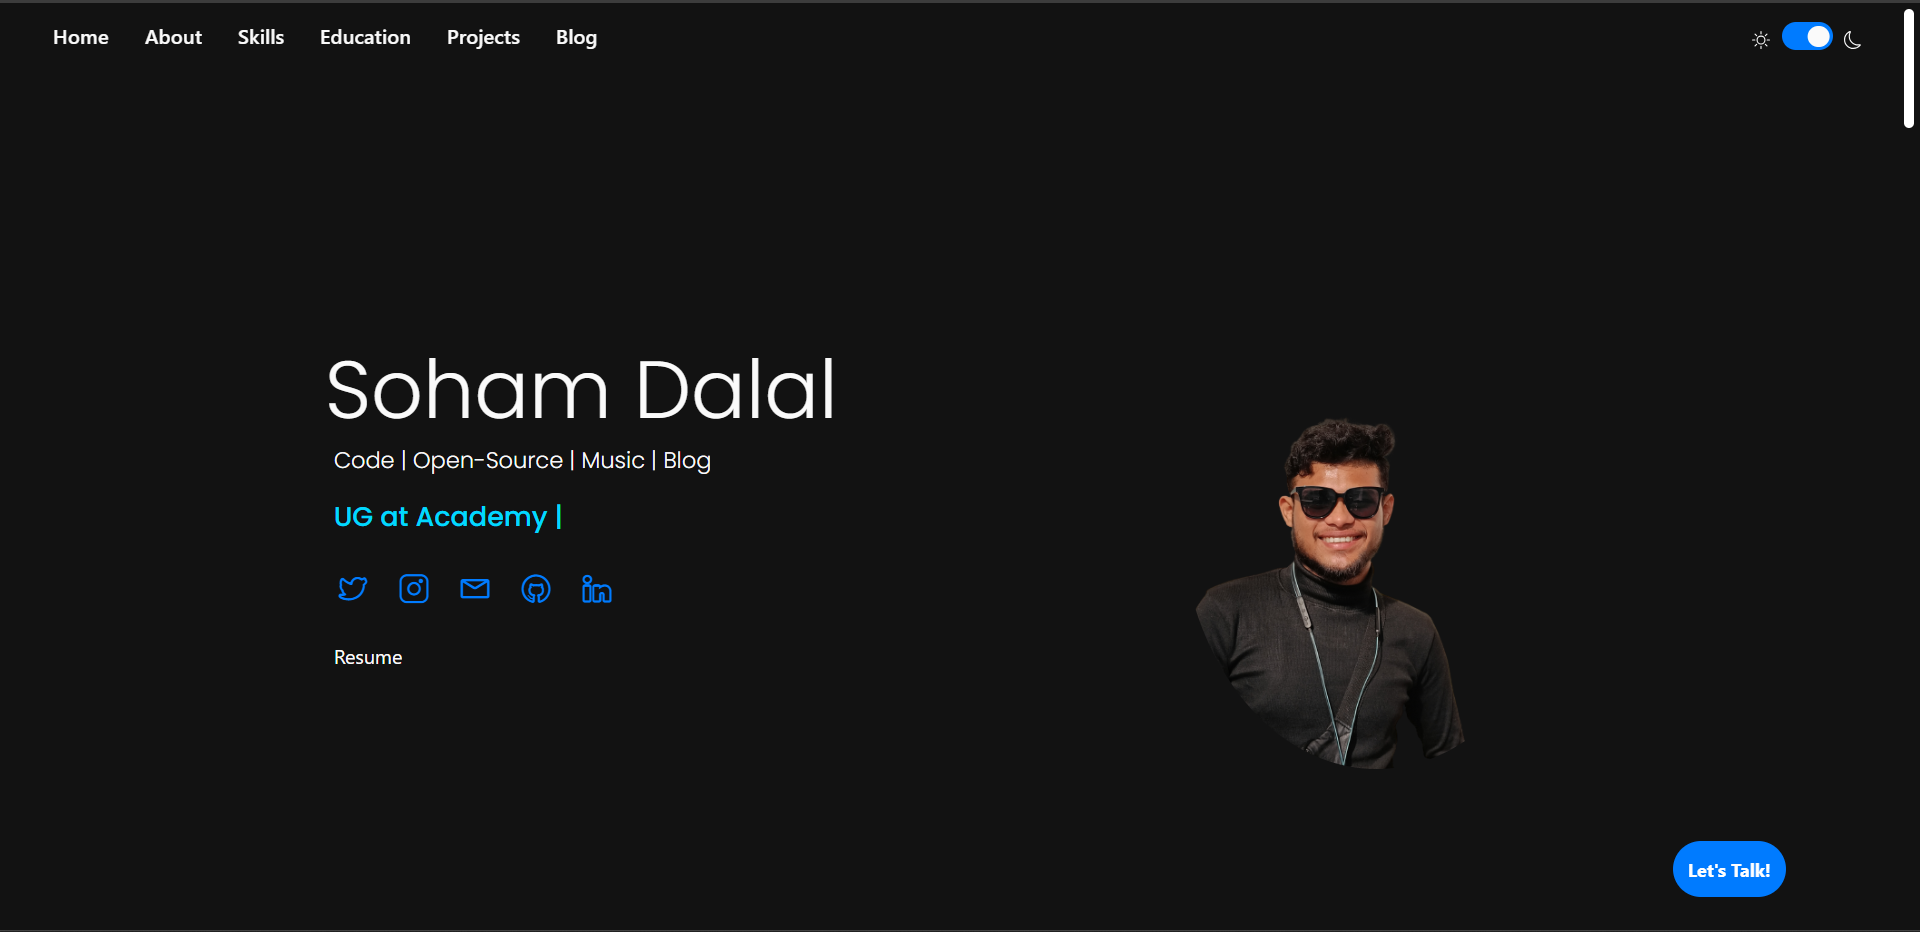 Home About Skills Education Projects Blog
Soham Dalal
Code | Open-Source | Music | Blog
UG at Academy |
Resume
Let's Talk!